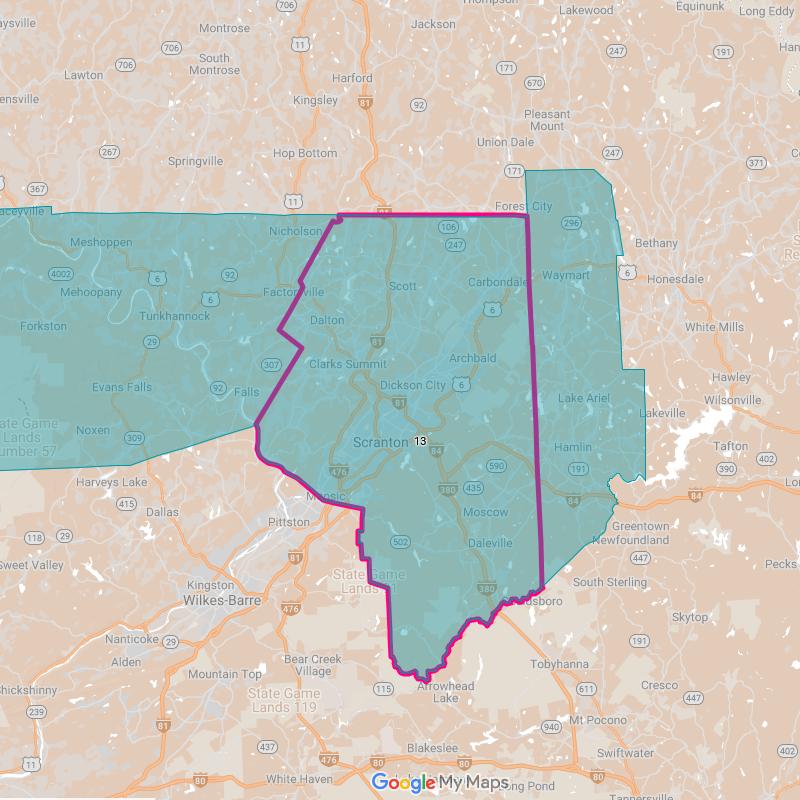 Thompson
Lakewood
Equinunk
Long Eddy
Montrose
Jackson
706
11
171
247
191
South
Montrose
Lawton
706
Harford
171
670
Kingsley
81
92
Pleasant
Mount
Union Dale
267
Springville
Hop Bottom
247
371
171
367
11
Forest City
Nicholson
106
247
296
Meshoppen
Bethany
4002
6
92
Scott
Carbondale
Waymart
6
Honesdale
Mehoopany
6
Factoryville
6
Tunkhannock
Dalton
Forkston
29
81
White Mills
307
Clarks Summit
Archbald
Evans Falls
92
Falls
Dickson City
6
Hawley
Lake Ariel
Wilsonville
81
Lakeville
Noxen
309
Scranton
13
84
Hamlin
Tafton
State Game
Lands
Number 57
476
590
191
402
390
Harveys Lake
380
435
84
84
415
Dallas
Moosic
Moscow
Pittston
118
29
502
Daleville
Greentown
Newfoundland
81
447
Sweet Valley
Kingston
State Game
380
South Sterling
Wilkes-Barre
476
Skytop
Nanticoke
29
191
Alden
Mountain Top
Bear Creek
Village
Tobyhanna
115
Arrowhead
Lake
611
Cresco
State Game
Lands 119
447
239
81
Mt Pocono
940
437
476
80
Blakeslee
80
Swiftwater
402
11
80
White Haven
Google My Maps
Long Pond
80
Tannersville